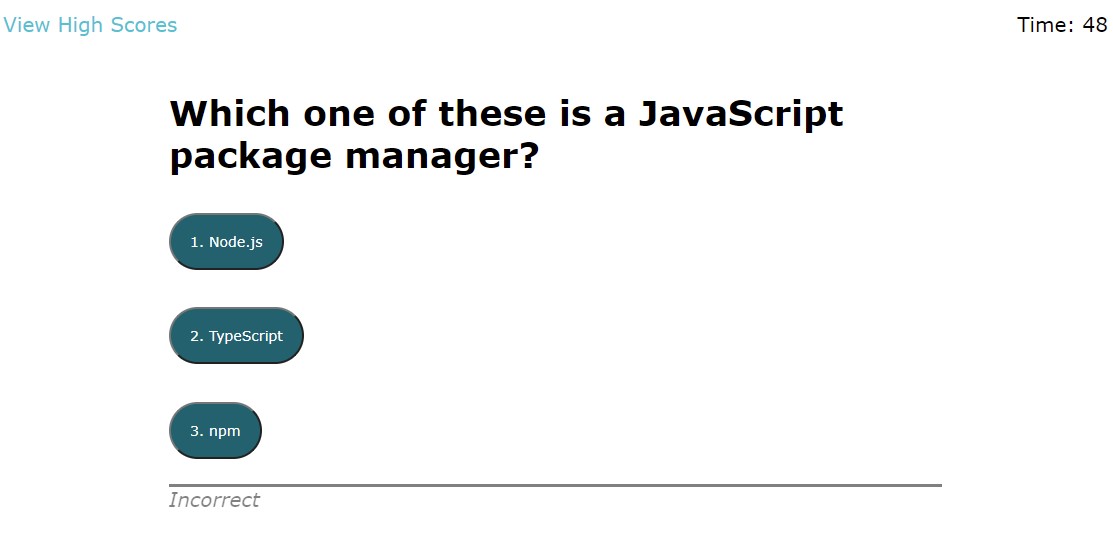 View High Scores
Time: 48
Which one of these is a JavaScript
package manager?
1. Node.js
2. TypeScript
3. npm
Incorrect